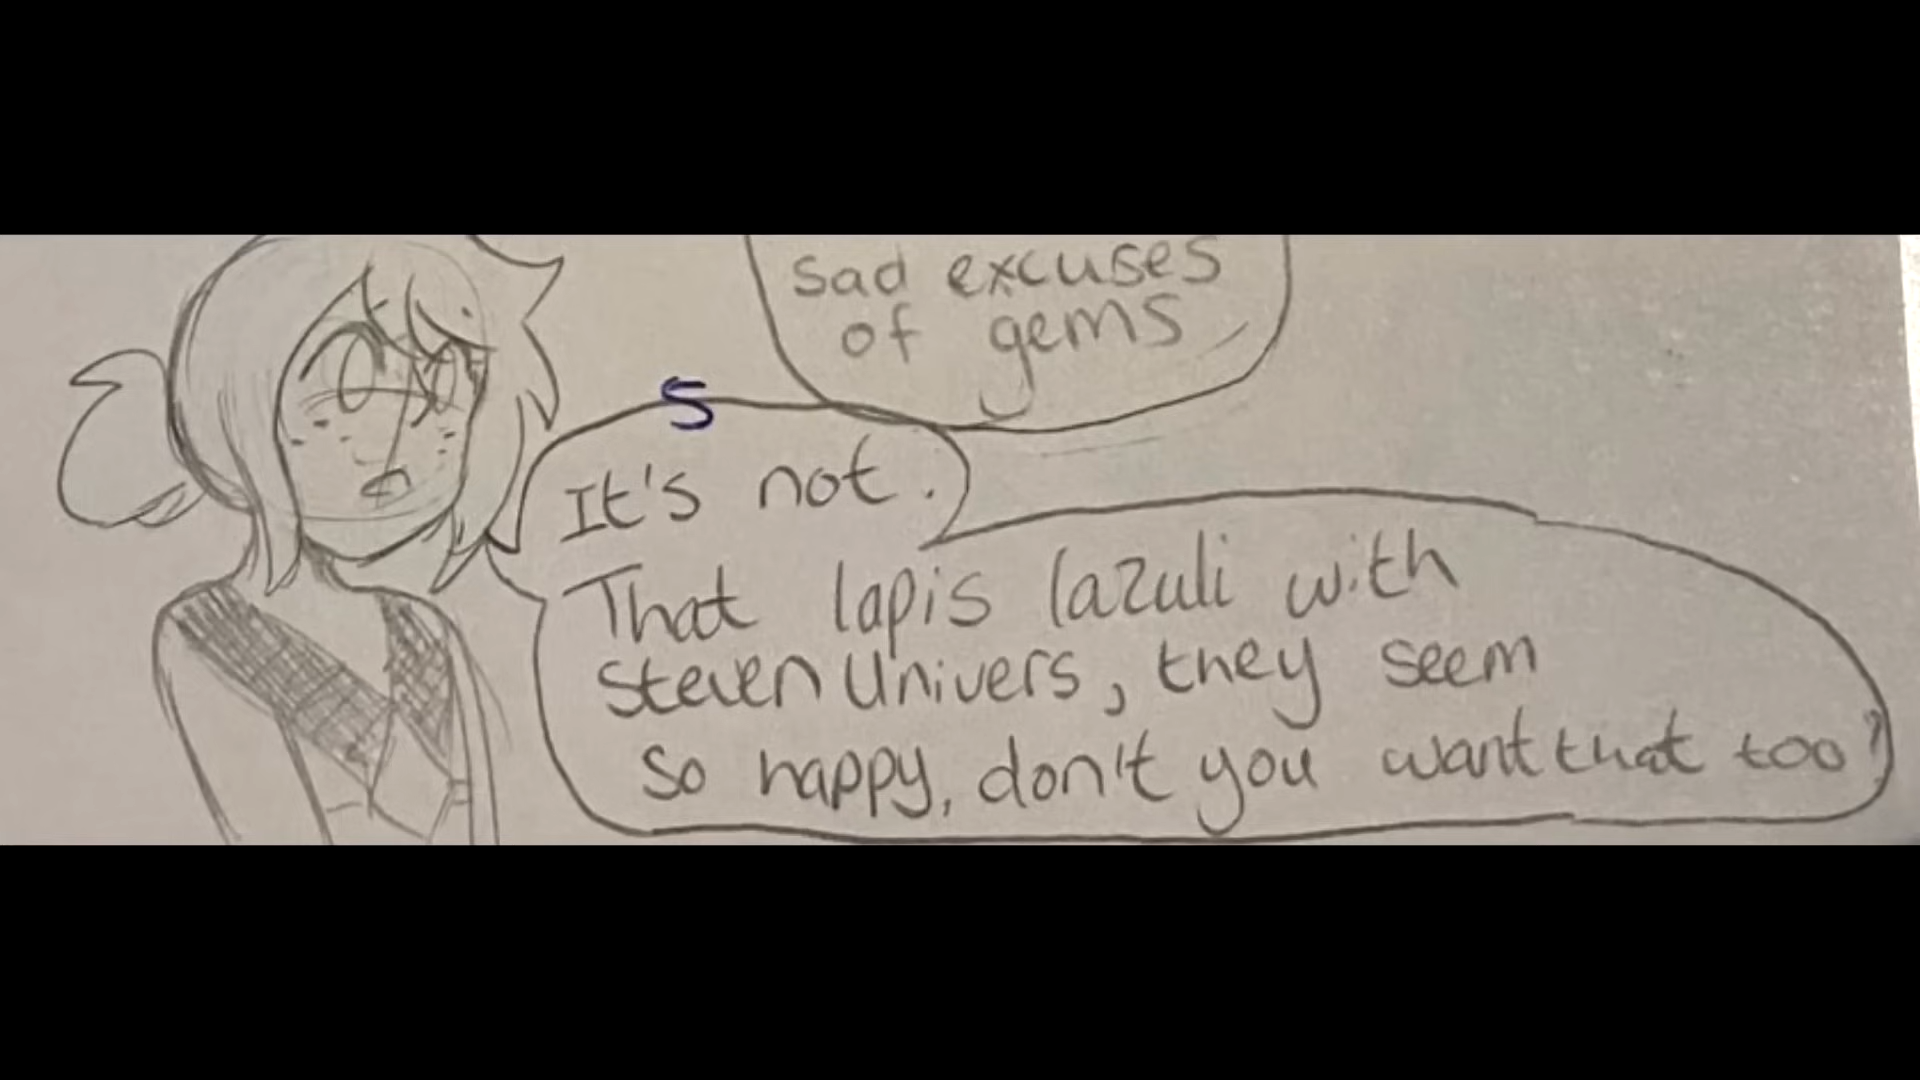 sad excuses
of gems
S
It's not.
That lapis lazuli with
steven Univers, they seem
so happy, don't you want that too?